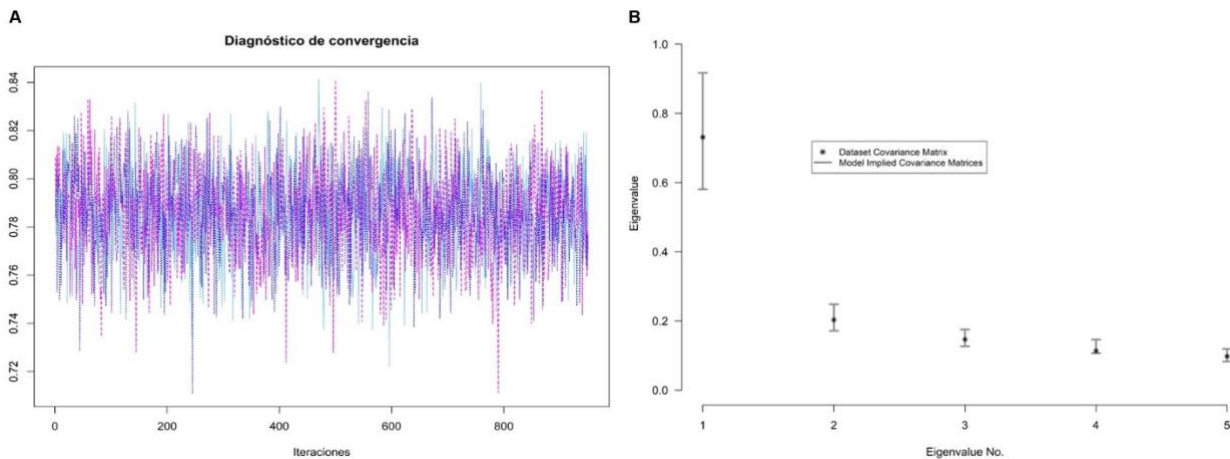 A
Diagnóstico de convergencia
0.84
0.82
0.80
0.78
0.76
0.74
0.72
0
200
400
600
800
Iteraciones
B
1.0
0.8
0.6
0.4
0.2
0.0
Eigenvalue
Dataset Covariance Matrix
Model Implied Covariance Matrices
1
2
3
4
5
Eigenvalue No.